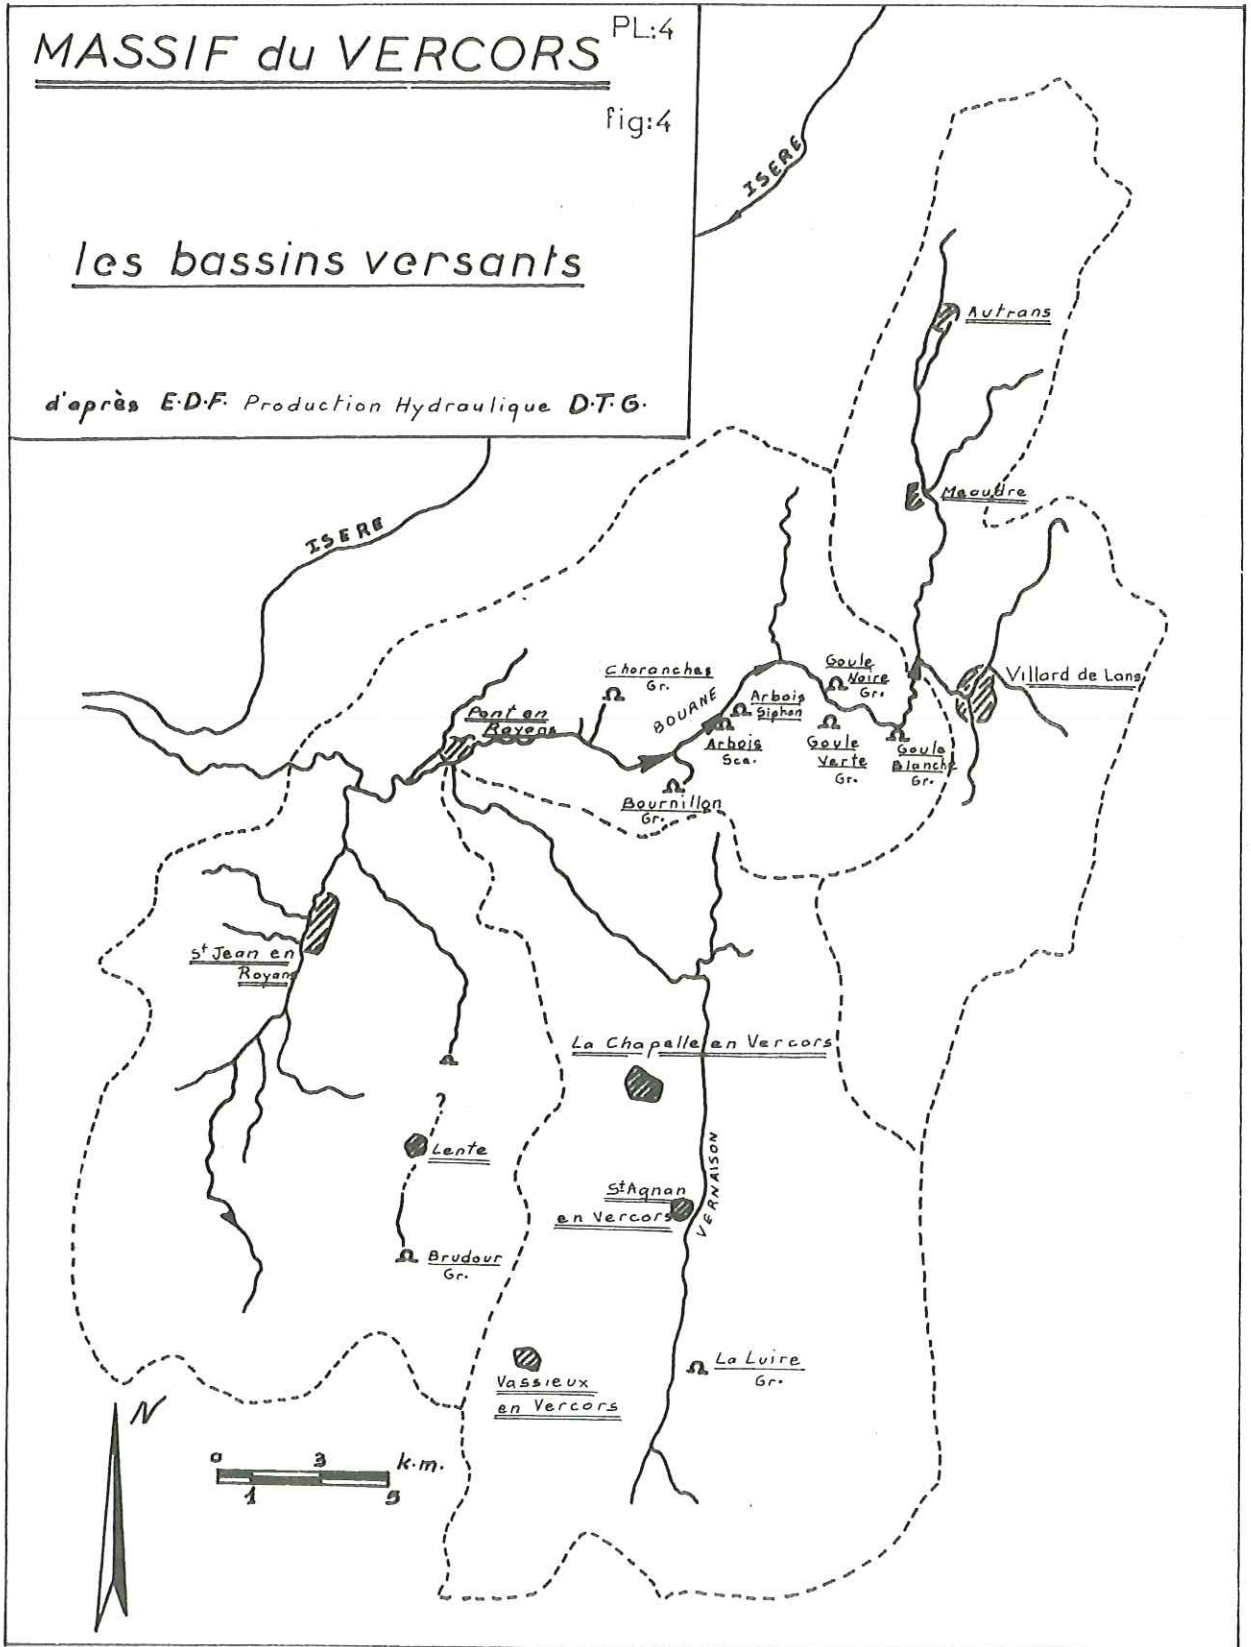 MASSIF du VERCORS
PL:4
fig:4
les bassins versants
d'après E.D.F. Production Hydraulique D.T.G.
ISERE
Autrans
Meaudre
ISERE
Villard de Lans
Choranches
Gr.
Goule
Noire
Gr.
BOURNE
Arbois
Siphon
Pont en
Royans
Arbois
Sce.
Goule
Verte
Gr.
Goule
Blanche
Gr.
Bournillon
Gr.
St Jean en
Royans
La Chapelle en Vercors
?
Lente
VERNAISON
St Agnan
en Vercors
Brudour
Gr.
La Luire
Gr.
Vassieux
en Vercors
N
0 3 k.m.
1 5